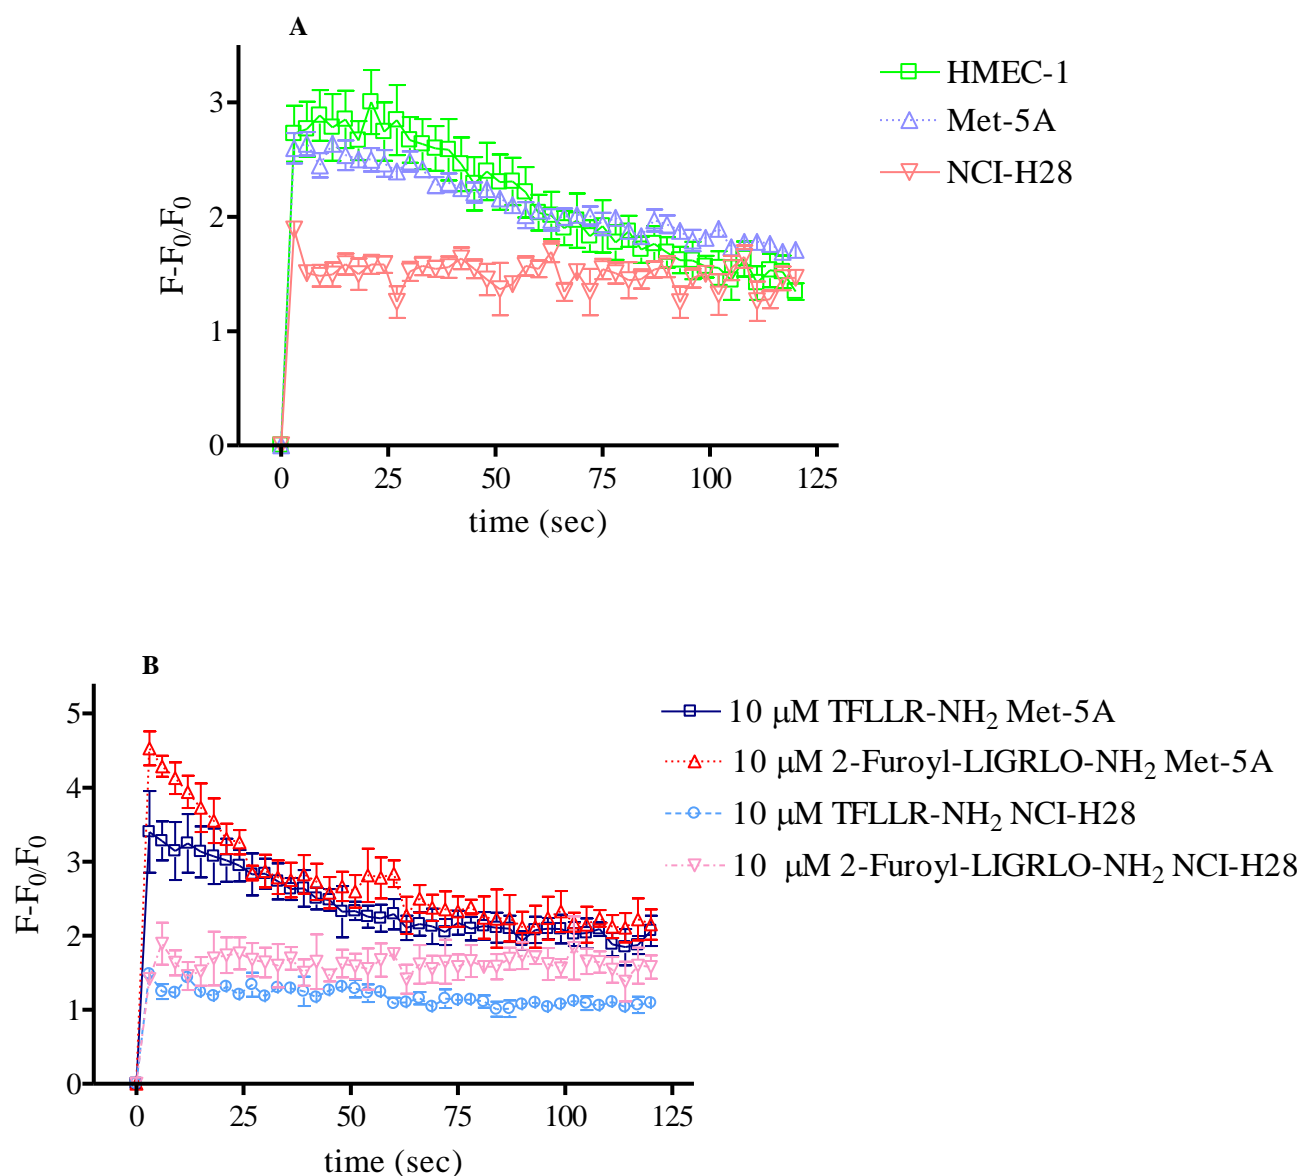 A
HMEC-1
Met-5A
NCI-H28
3
2
1
0
F-F0/F0
0 25 50 75 100 125
time (sec)
B
10 μM TFLLR-NH2 Met-5A
10 μM 2-Furoyl-LIGRLO-NH2 Met-5A
10 μM TFLLR-NH2 NCI-H28
10 μM 2-Furoyl-LIGRLO-NH2 NCI-H28
5
4
3
2
1
0
F-F0/F0
0 25 50 75 100 125
time (sec)